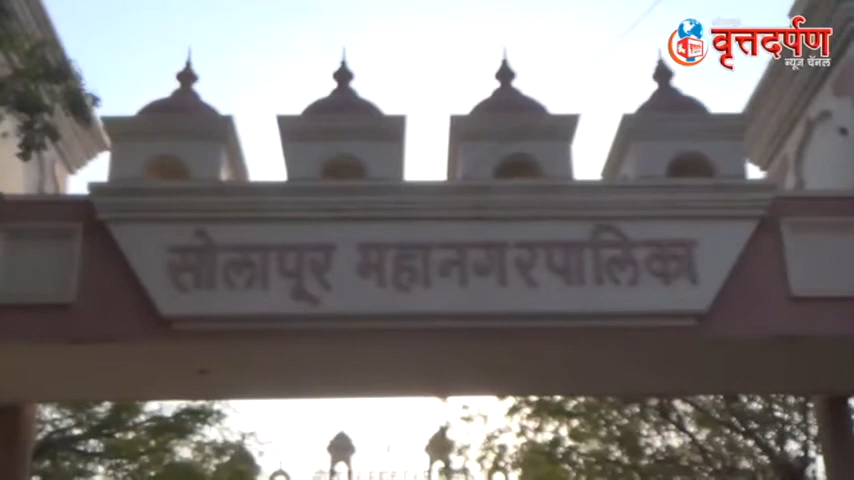 वृत्तदर्पण
न्यूज चॅनल
सोलापूर महानगरपालिका